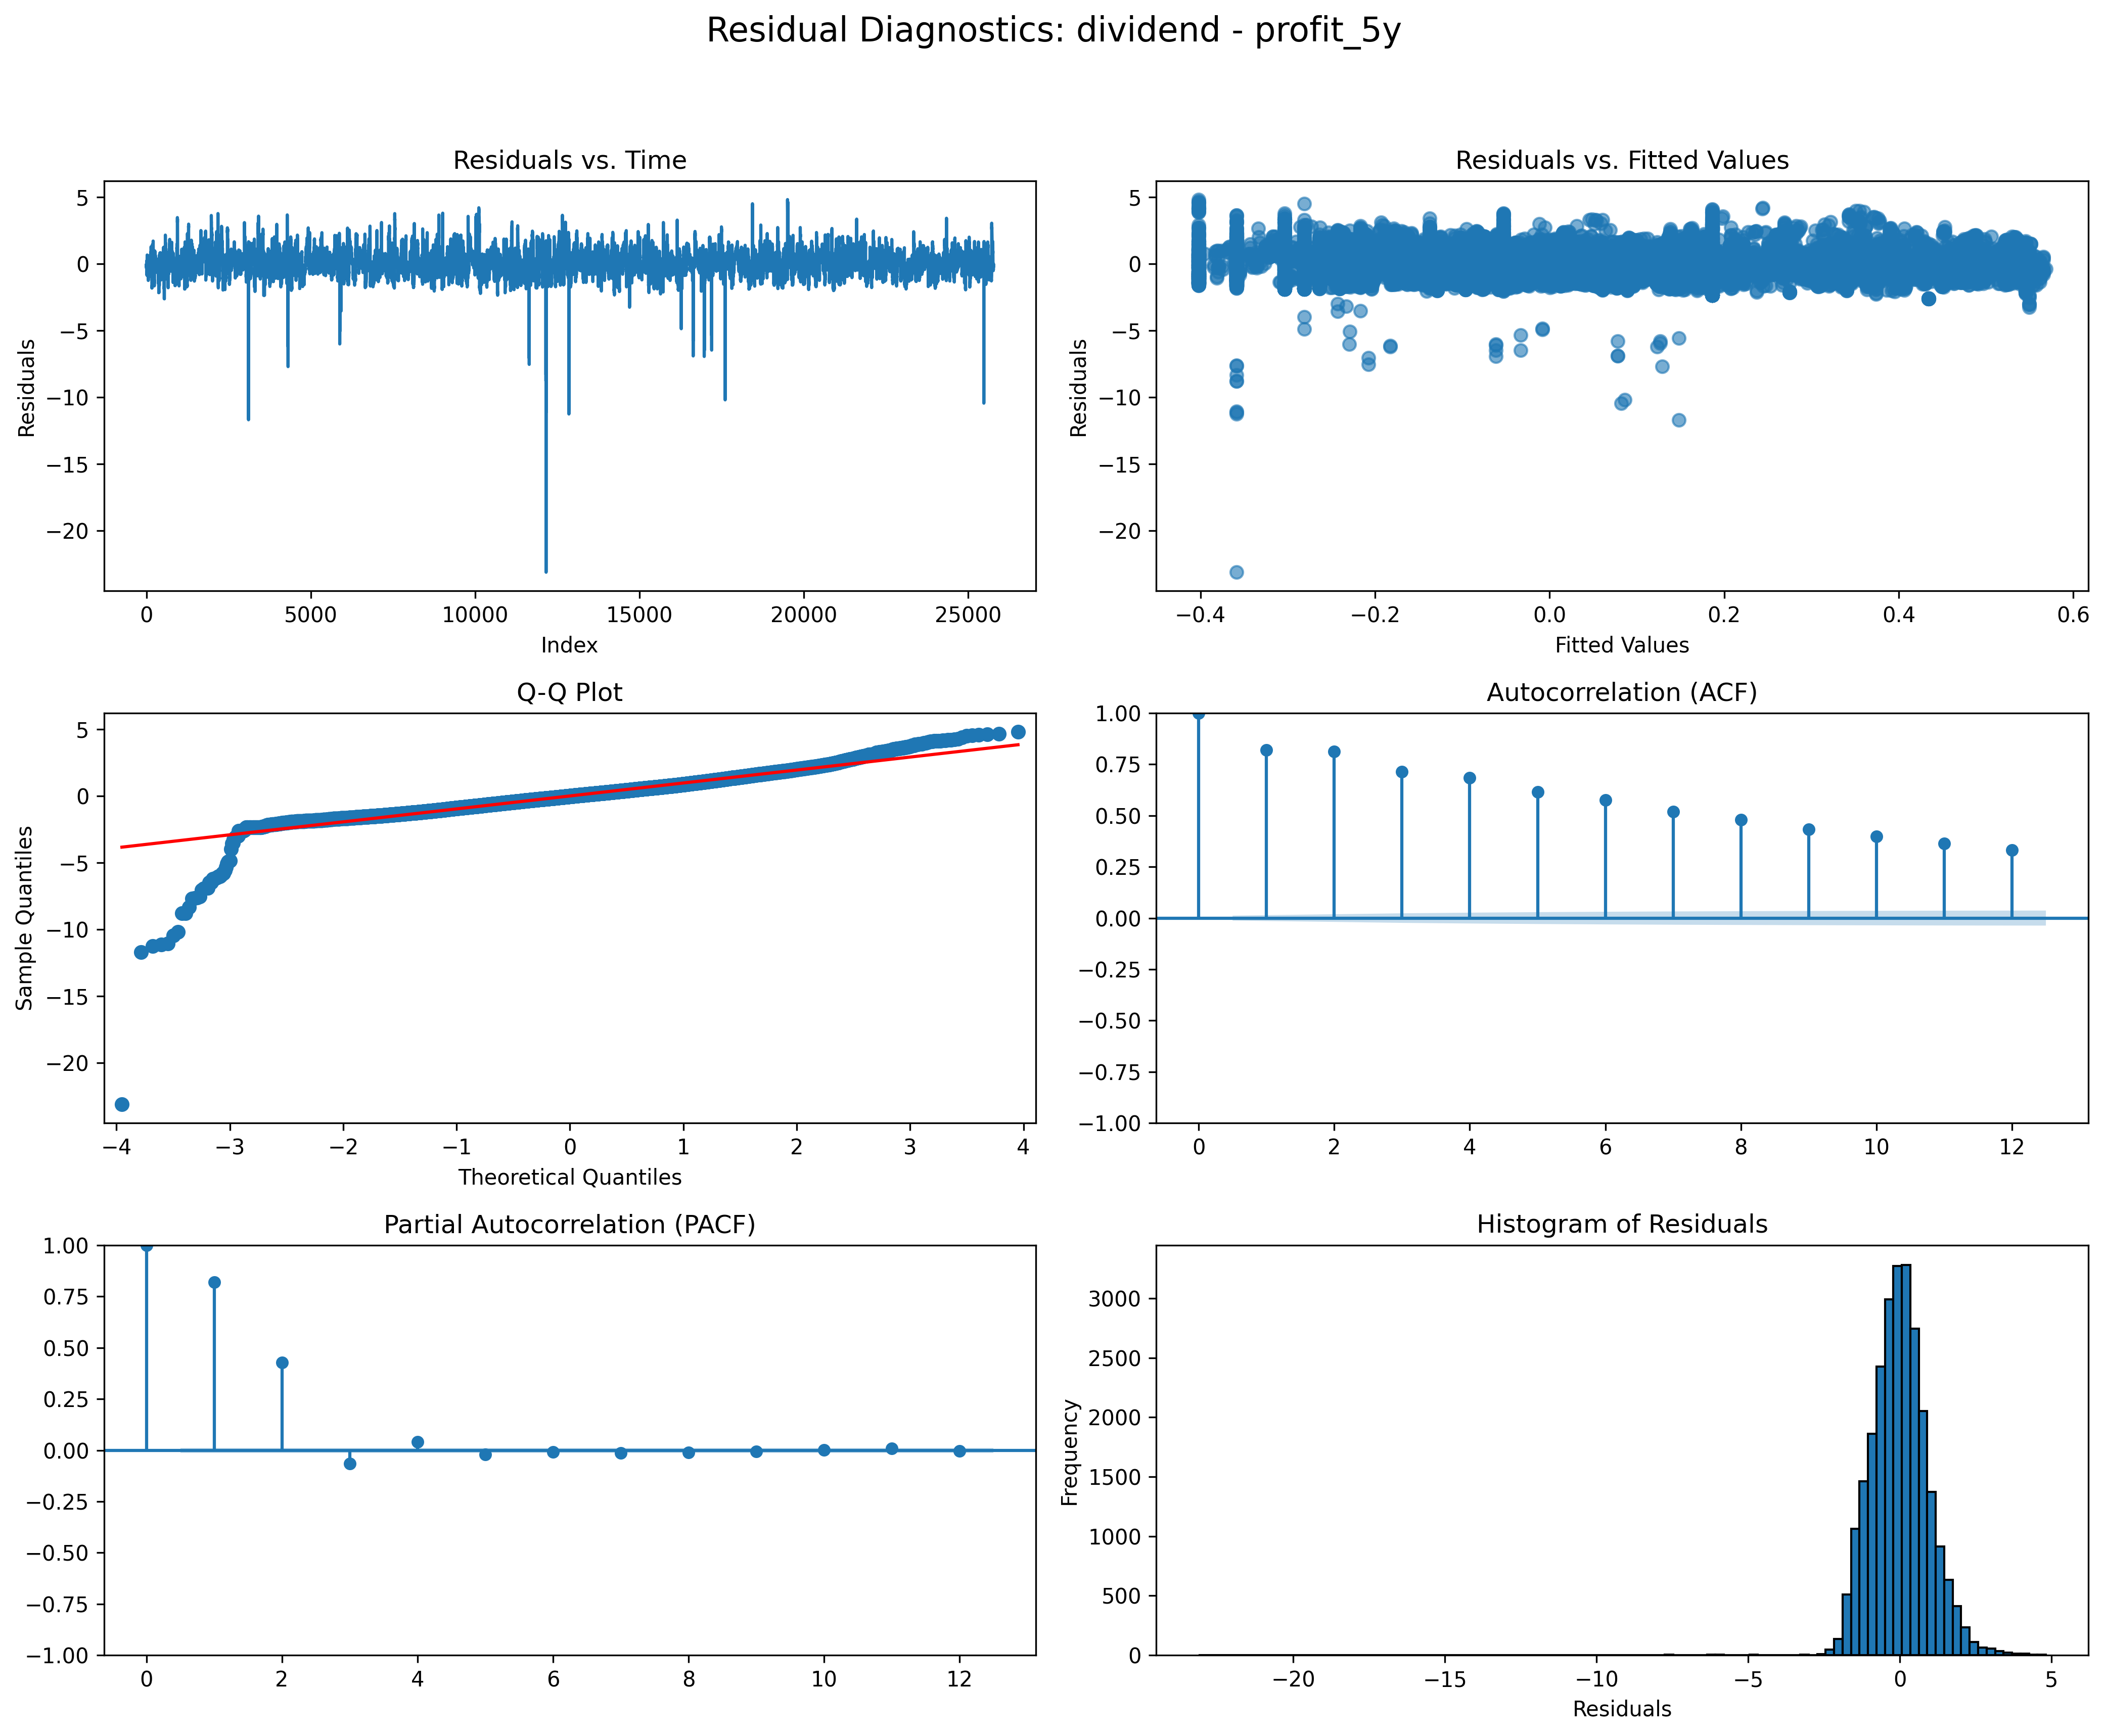 Residual Diagnostics: dividend - profit_5y
Residuals vs. Time
5
0
−5
−10
−15
−20
Residuals
0 5000 10000 15000 20000 25000
Index
Residuals vs. Fitted Values
5
0
−5
−10
−15
−20
Residuals
−0.4 −0.2 0.0 0.2 0.4 0.6
Fitted Values
Q-Q Plot
5
0
−5
−10
−15
−20
Sample Quantiles
−4 −3 −2 −1 0 1 2 3 4
Theoretical Quantiles
Autocorrelation (ACF)
1.00
0.75
0.50
0.25
0.00
−0.25
−0.50
−0.75
−1.00
0 2 4 6 8 10 12
Partial Autocorrelation (PACF)
1.00
0.75
0.50
0.25
0.00
−0.25
−0.50
−0.75
−1.00
0 2 4 6 8 10 12
Histogram of Residuals
3000
2500
2000
1500
1000
500
0
Frequency
−20 −15 −10 −5 0 5
Residuals